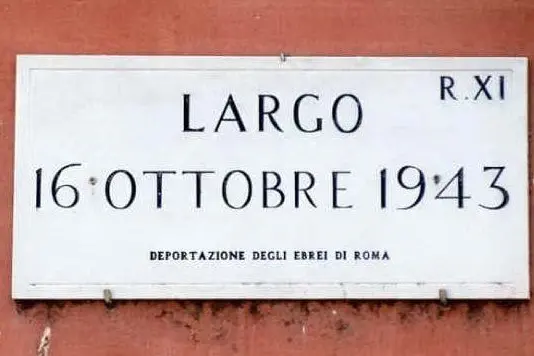 R.XI
LARGO
16 OTTOBRE 1943
DEPORTAZIONE DEGLI EBREI DI ROMA